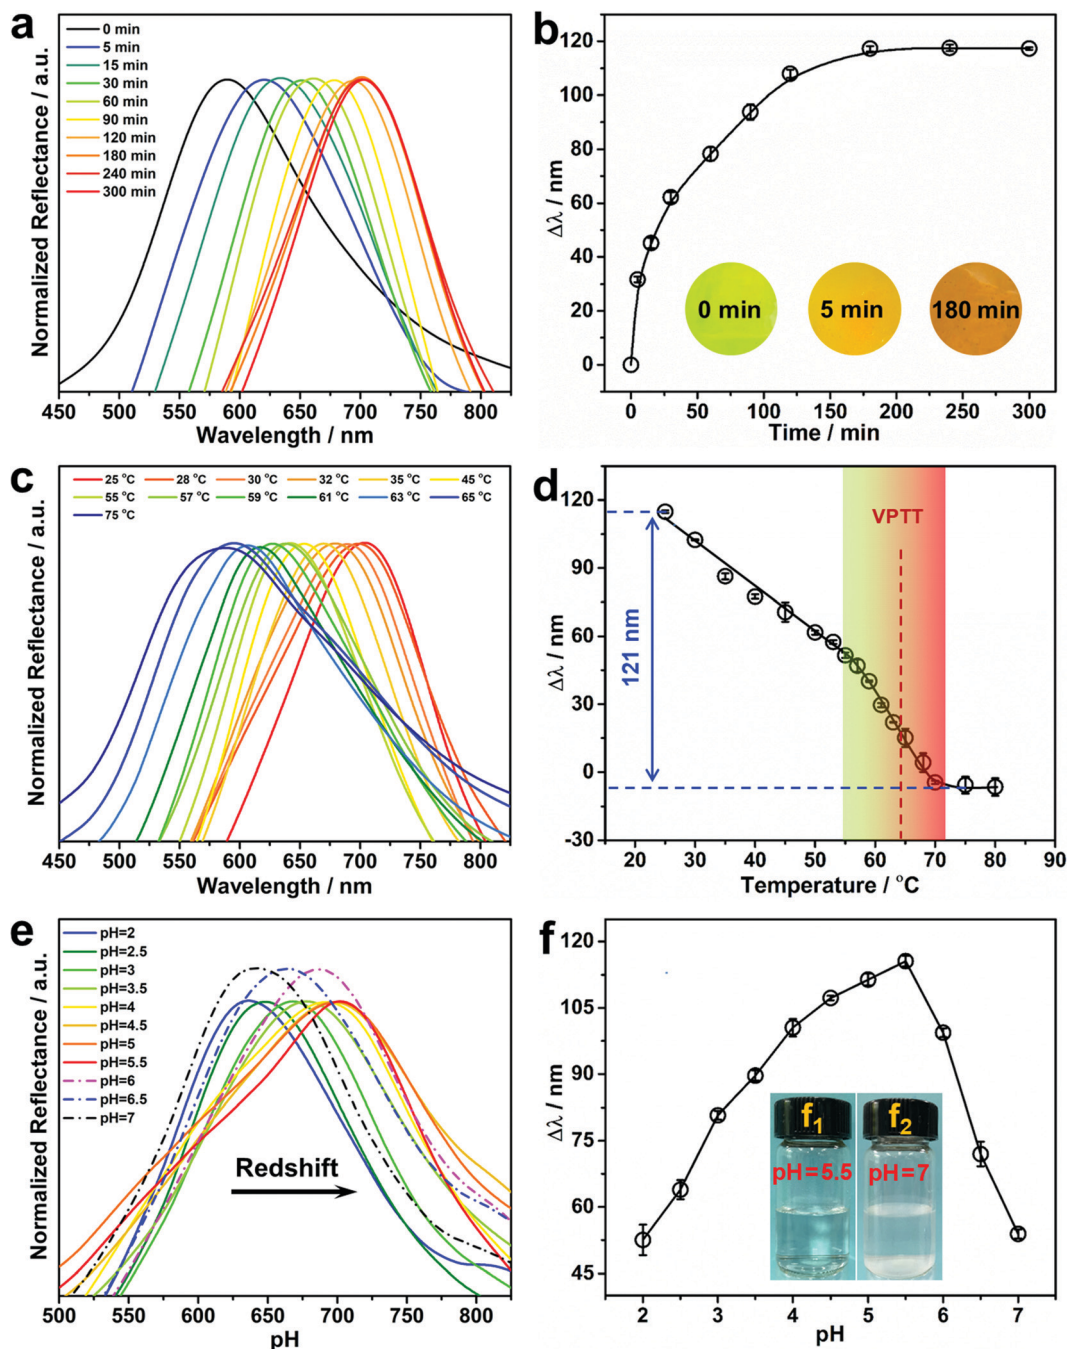 a
0 min
5 min
15 min
30 min
60 min
90 min
120 min
180 min
240 min
300 min
Normalized Reflectance / a.u.
450 500 550 600 650 700 750 800
Wavelength / nm
b
120
100
80
60
40
20
0
Δλ / nm
0 min 5 min 180 min
0 50 100 150 200 250 300
Time / min
c
25 °C 28 °C 30 °C 32 °C 35 °C 45 °C
55 °C 57 °C 59 °C 61 °C 63 °C 65 °C
75 °C
Normalized Reflectance / a.u.
450 500 550 600 650 700 750 800
Wavelength / nm
d
VPTT
120
90
60
30
0
-30
Δλ / nm
121 nm
20 30 40 50 60 70 80 90
Temperature / °C
e
pH=2
pH=2.5
pH=3
pH=3.5
pH=4
pH=4.5
pH=5
pH=5.5
pH=6
pH=6.5
pH=7
Redshift
Normalized Reflectance / a.u.
500 550 600 650 700 750 800
pH
f
120
105
90
75
60
45
Δλ / nm
f1 f2
pH=5.5 pH=7
2 3 4 5 6 7
pH